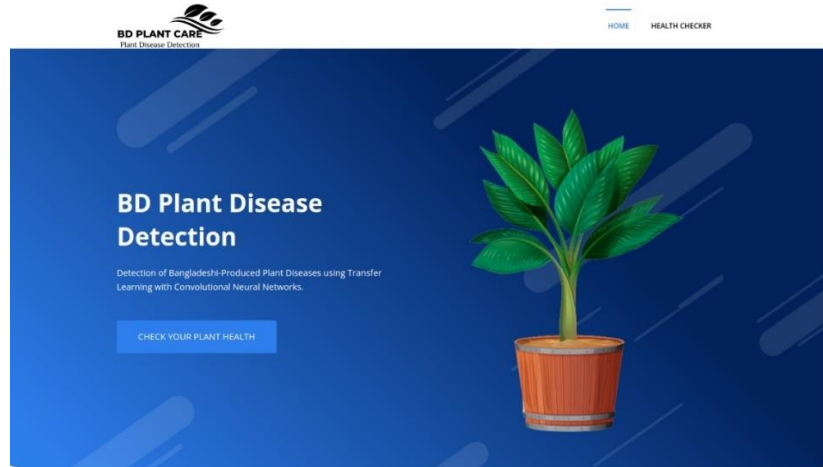 BD PLANT CARE
Plant Disease Detection
HOME HEALTH CHECKER
BD Plant Disease
Detection
Detection of Bangladeshi-Produced Plant Diseases using Transfer
Learning with Convolutional Neural Networks.
CHECK YOUR PLANT HEALTH